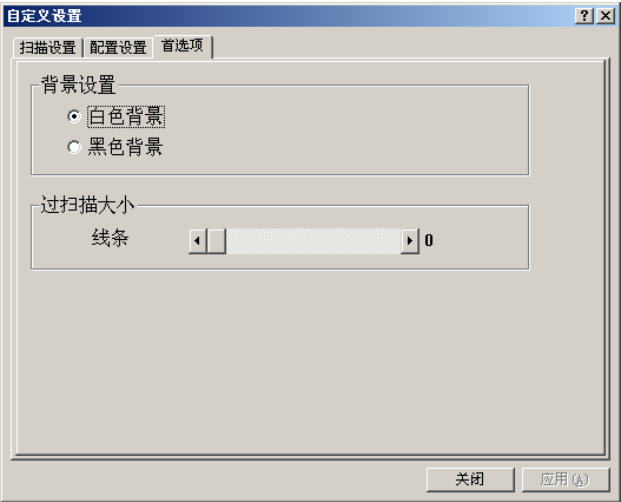 自定义设置
扫描设置 配置设置 首选项
背景设置
白色背景
黑色背景
过扫描大小
线条 0
关闭 应用(A)